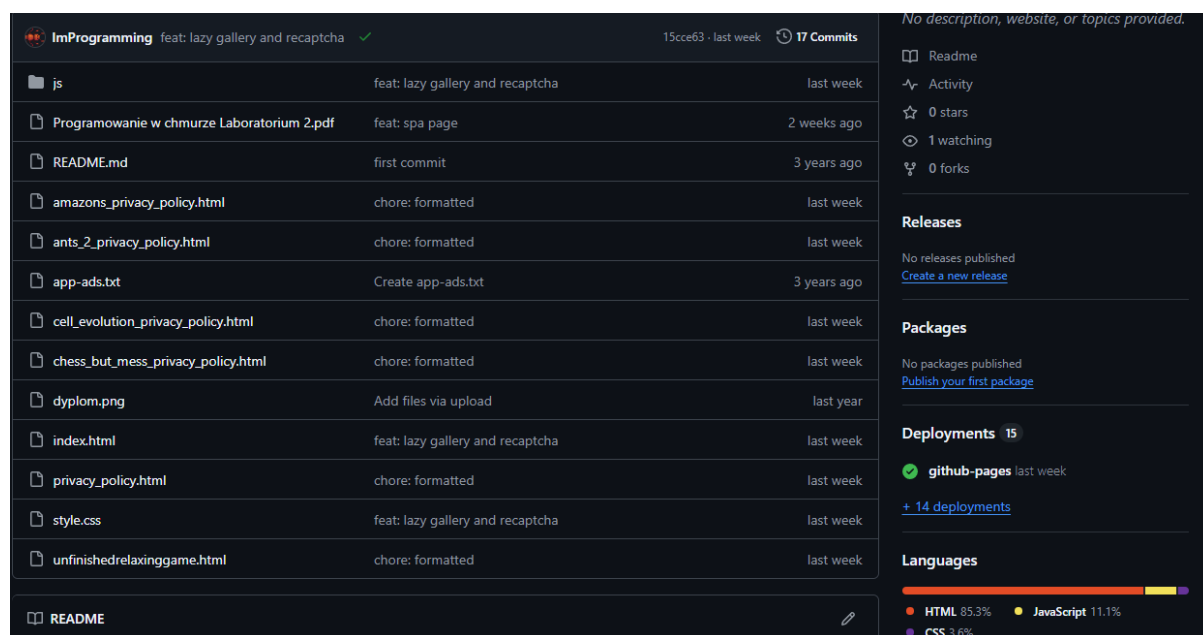 ImProgramming feat: lazy gallery and recaptcha 15cce63 · last week 17 Commits
js feat: lazy gallery and recaptcha last week
Programowanie w chmurze Laboratorium 2.pdf feat: spa page 2 weeks ago
README.md first commit 3 years ago
amazons_privacy_policy.html chore: formatted last week
ants_2_privacy_policy.html chore: formatted last week
app-ads.txt Create app-ads.txt 3 years ago
cell_evolution_privacy_policy.html chore: formatted last week
chess_but_mess_privacy_policy.html chore: formatted last week
dyplom.png Add files via upload last year
index.html feat: lazy gallery and recaptcha last week
privacy_policy.html chore: formatted last week
style.css feat: lazy gallery and recaptcha last week
unfinishedrelaxinggame.html chore: formatted last week
README
No description, website, or topics provided.
Readme
Activity
0 stars
1 watching
0 forks
Releases
No releases published
Create a new release
Packages
No packages published
Publish your first package
Deployments 15
github-pages last week
+ 14 deployments
Languages
HTML 85.3% JavaScript 11.1%
CSS 3.6%